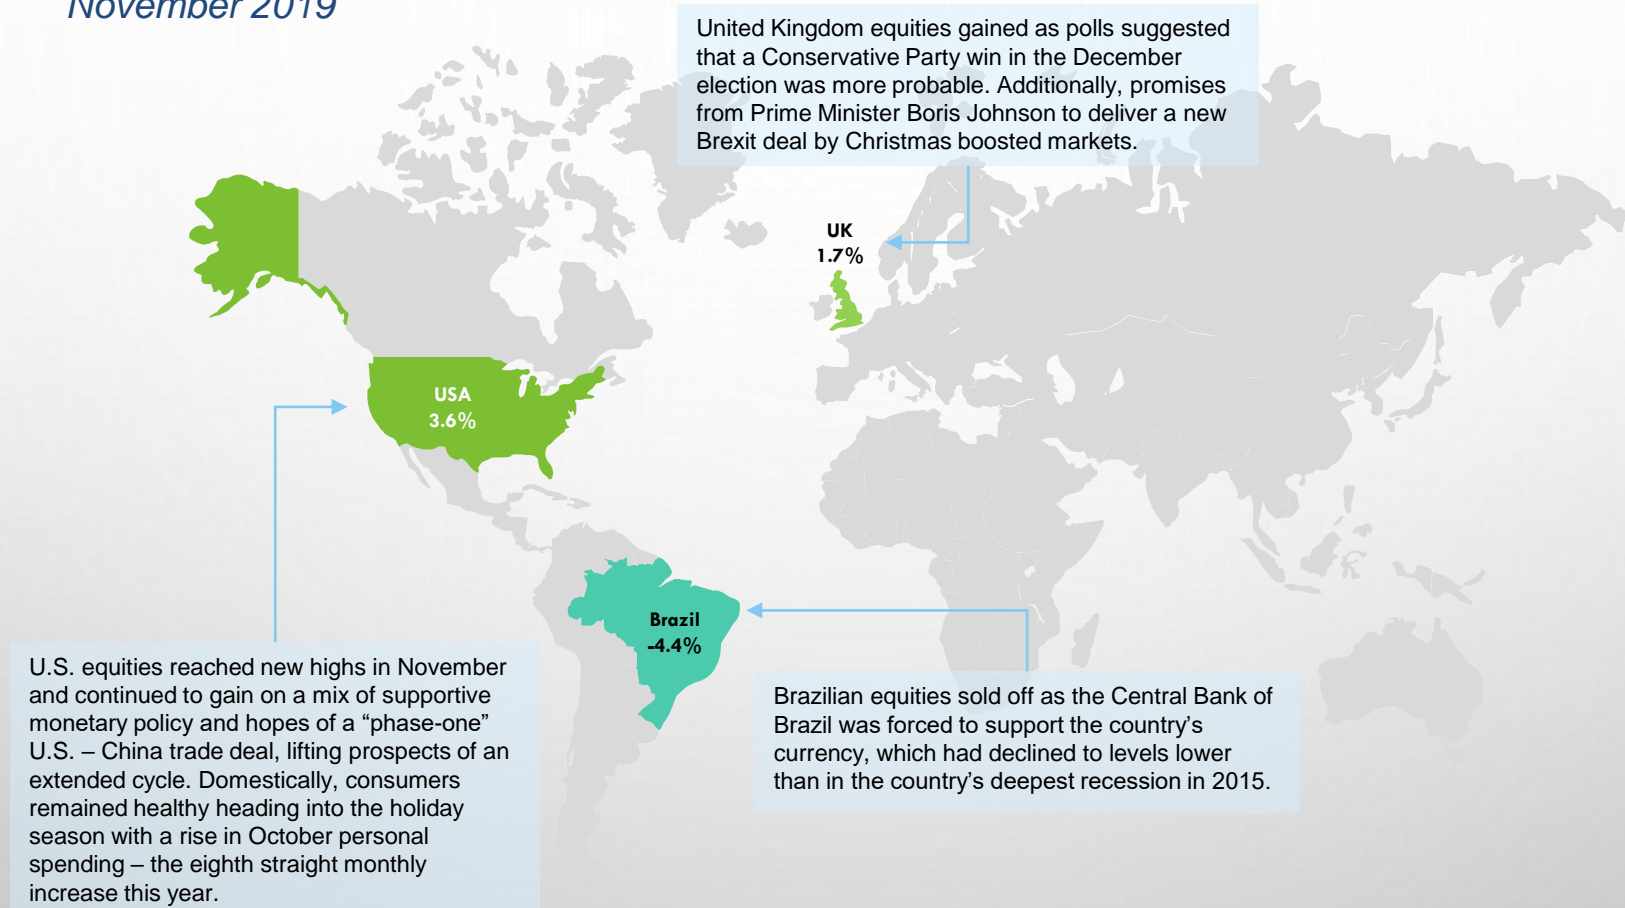 November 2019
United Kingdom equities gained as polls suggested
that a Conservative Party win in the December
election was more probable. Additionally, promises
from Prime Minister Boris Johnson to deliver a new
Brexit deal by Christmas boosted markets.
UK
1.7%
USA
3.6%
Brazil
-4.4%
U.S. equities reached new highs in November
and continued to gain on a mix of supportive
monetary policy and hopes of a “phase-one”
U.S. – China trade deal, lifting prospects of an
extended cycle. Domestically, consumers
remained healthy heading into the holiday
season with a rise in October personal
spending – the eighth straight monthly
increase this year.
Brazilian equities sold off as the Central Bank of
Brazil was forced to support the country’s
currency, which had declined to levels lower
than in the country’s deepest recession in 2015.